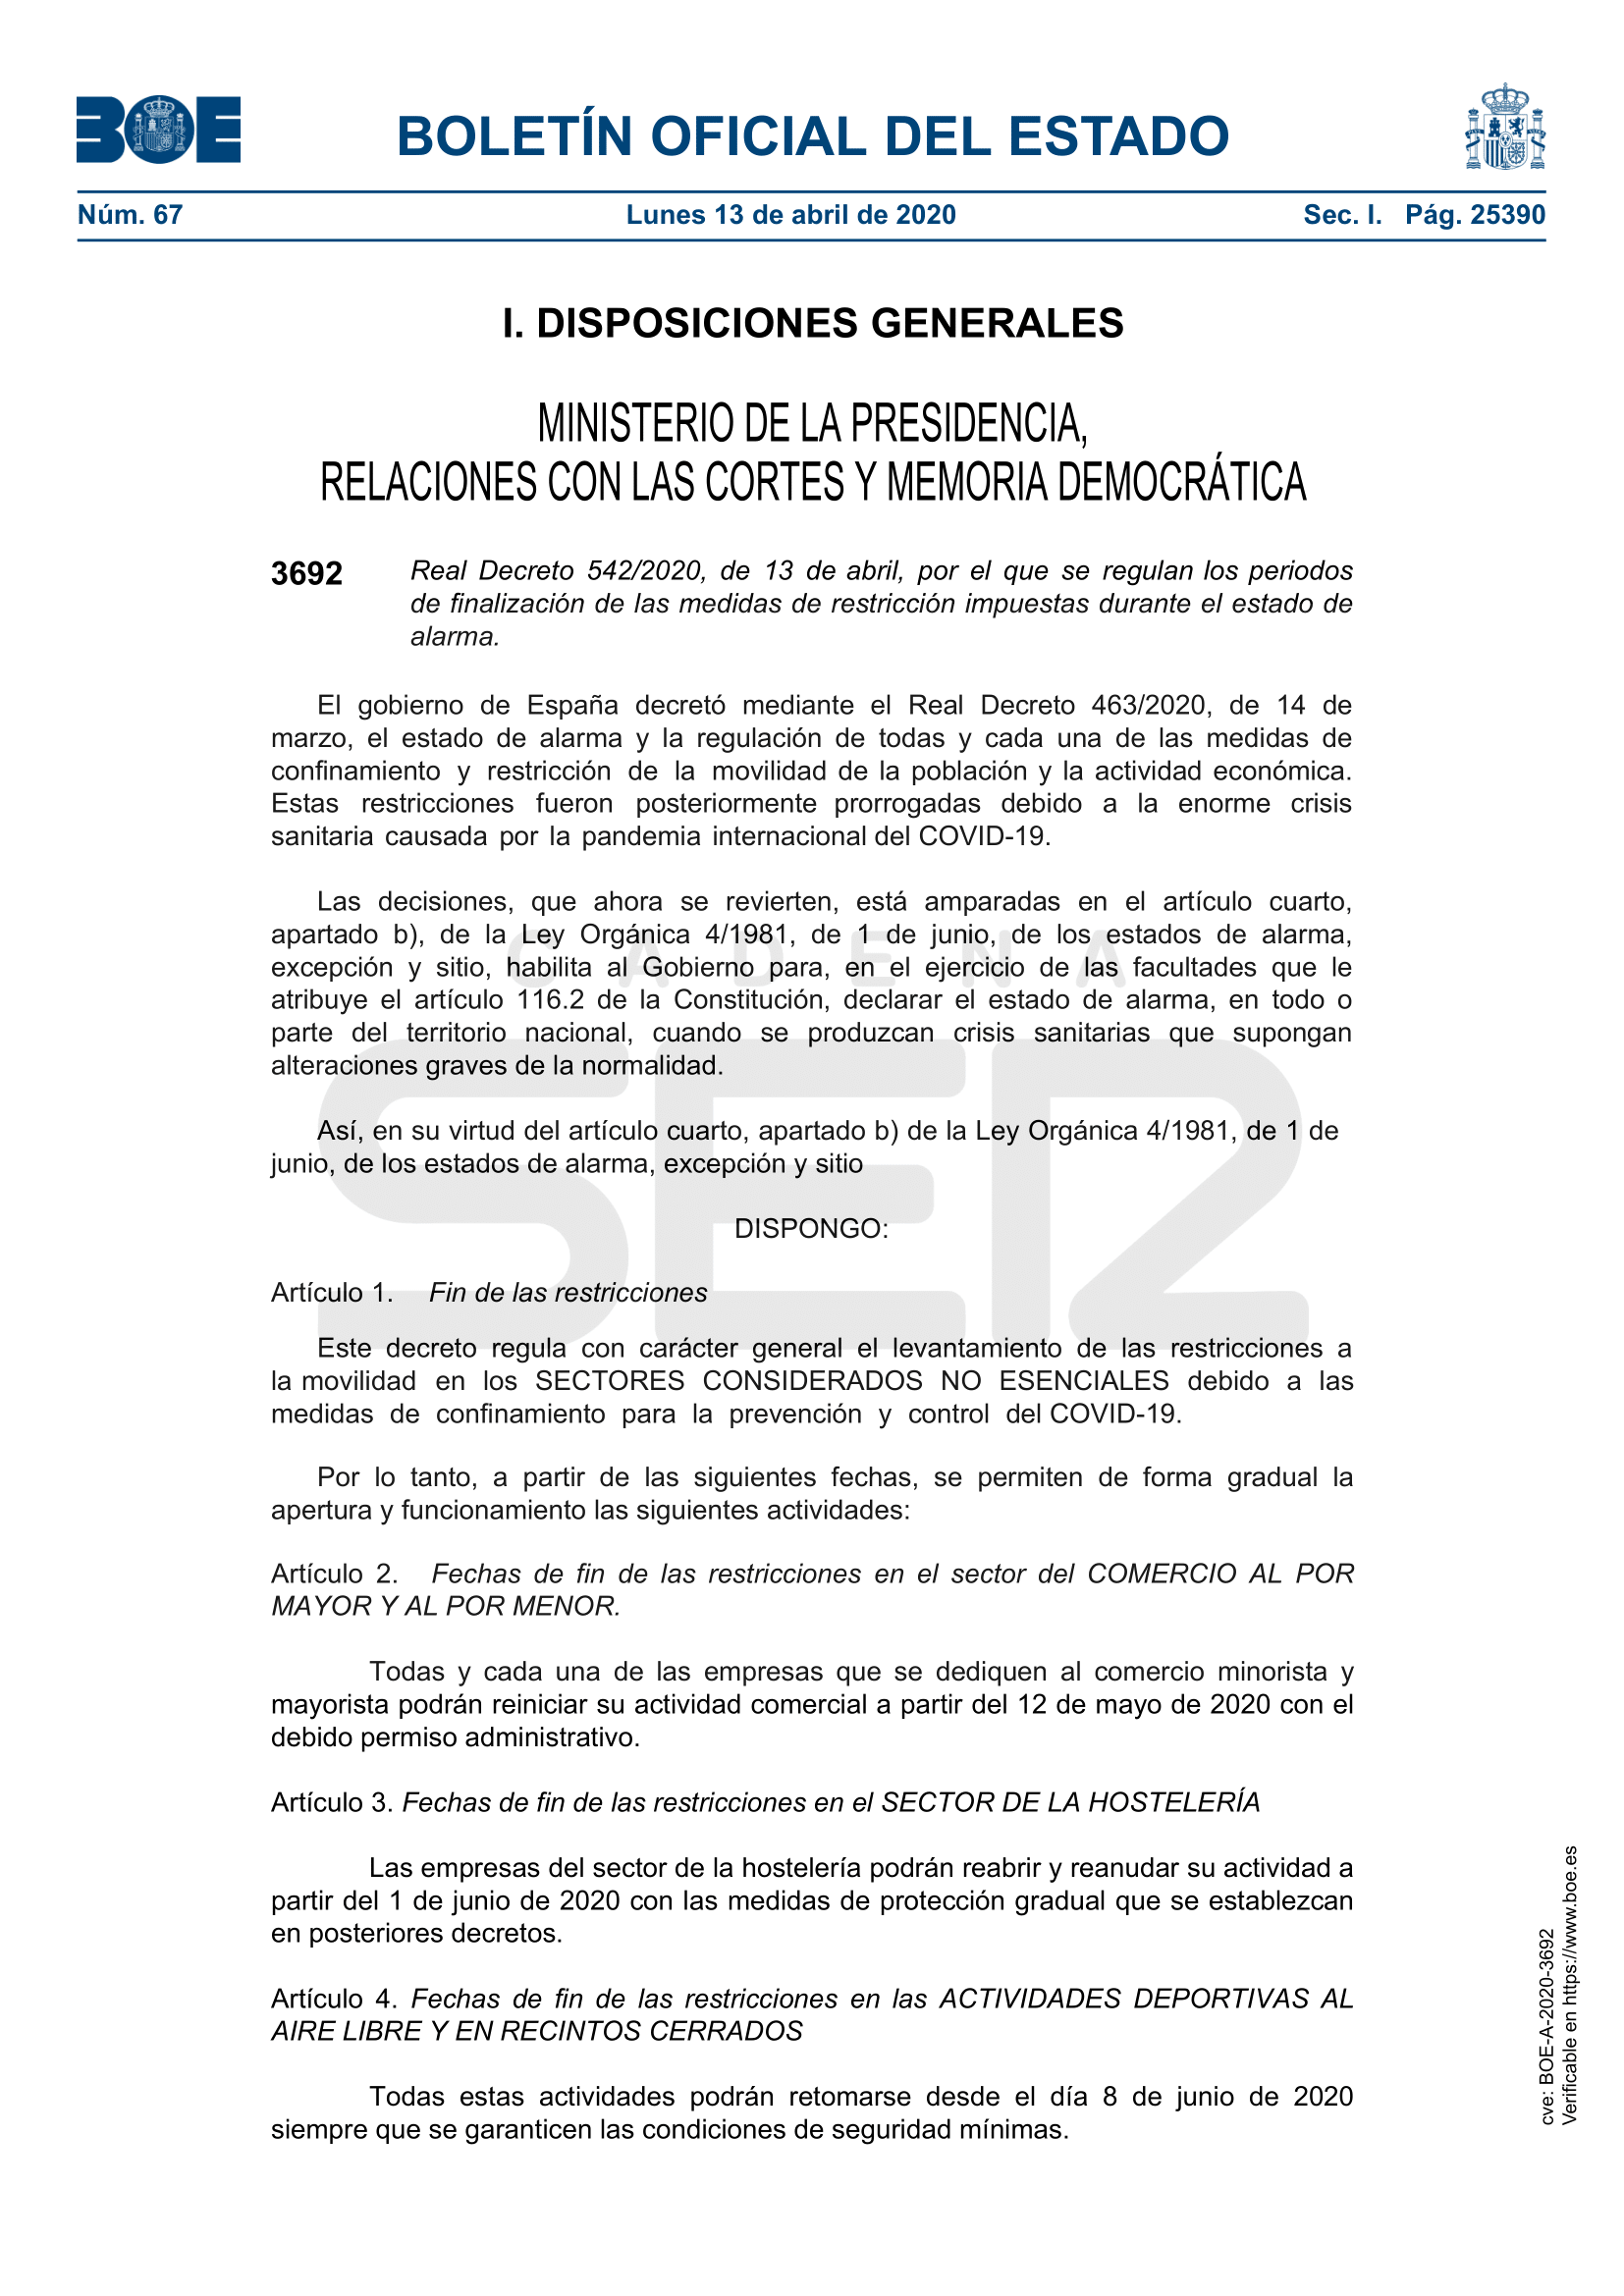 BOE
BOLETÍN OFICIAL DEL ESTADO
Núm. 67 Lunes 13 de abril de 2020 Sec. I. Pág. 25390
I. DISPOSICIONES GENERALES
MINISTERIO DE LA PRESIDENCIA,
RELACIONES CON LAS CORTES Y MEMORIA DEMOCRÁTICA
3692 Real Decreto 542/2020, de 13 de abril, por el que se regulan los periodos
de finalización de las medidas de restricción impuestas durante el estado de
alarma.
El gobierno de España decretó mediante el Real Decreto 463/2020, de 14 de
marzo, el estado de alarma y la regulación de todas y cada una de las medidas de
confinamiento y restricción de la movilidad de la población y la actividad económica.
Estas restricciones fueron posteriormente prorrogadas debido a la enorme crisis
sanitaria causada por la pandemia internacional del COVID-19.
Las decisiones, que ahora se revierten, está amparadas en el artículo cuarto,
apartado b), de la Ley Orgánica 4/1981, de 1 de junio, de los estados de alarma,
excepción y sitio, habilita al Gobierno para, en el ejercicio de las facultades que le
atribuye el artículo 116.2 de la Constitución, declarar el estado de alarma, en todo o
parte del territorio nacional, cuando se produzcan crisis sanitarias que supongan
alteraciones graves de la normalidad.
Así, en su virtud del artículo cuarto, apartado b) de la Ley Orgánica 4/1981, de 1 de
junio, de los estados de alarma, excepción y sitio
DISPONGO:
Artículo 1. Fin de las restricciones
Este decreto regula con carácter general el levantamiento de las restricciones a
la movilidad en los SECTORES CONSIDERADOS NO ESENCIALES debido a las
medidas de confinamiento para la prevención y control del COVID-19.
Por lo tanto, a partir de las siguientes fechas, se permiten de forma gradual la
apertura y funcionamiento las siguientes actividades:
Artículo 2. Fechas de fin de las restricciones en el sector del COMERCIO AL POR
MAYOR Y AL POR MENOR.
Todas y cada una de las empresas que se dediquen al comercio minorista y
mayorista podrán reiniciar su actividad comercial a partir del 12 de mayo de 2020 con el
debido permiso administrativo.
Artículo 3. Fechas de fin de las restricciones en el SECTOR DE LA HOSTELERÍA
Las empresas del sector de la hostelería podrán reabrir y reanudar su actividad a
partir del 1 de junio de 2020 con las medidas de protección gradual que se establezcan
en posteriores decretos.
Artículo 4. Fechas de fin de las restricciones en las ACTIVIDADES DEPORTIVAS AL
AIRE LIBRE Y EN RECINTOS CERRADOS
Todas estas actividades podrán retomarse desde el día 8 de junio de 2020
siempre que se garanticen las condiciones de seguridad mínimas.
cve: BOE-A-2020-3692
Verificable en https://www.boe.es
CADENA
SER